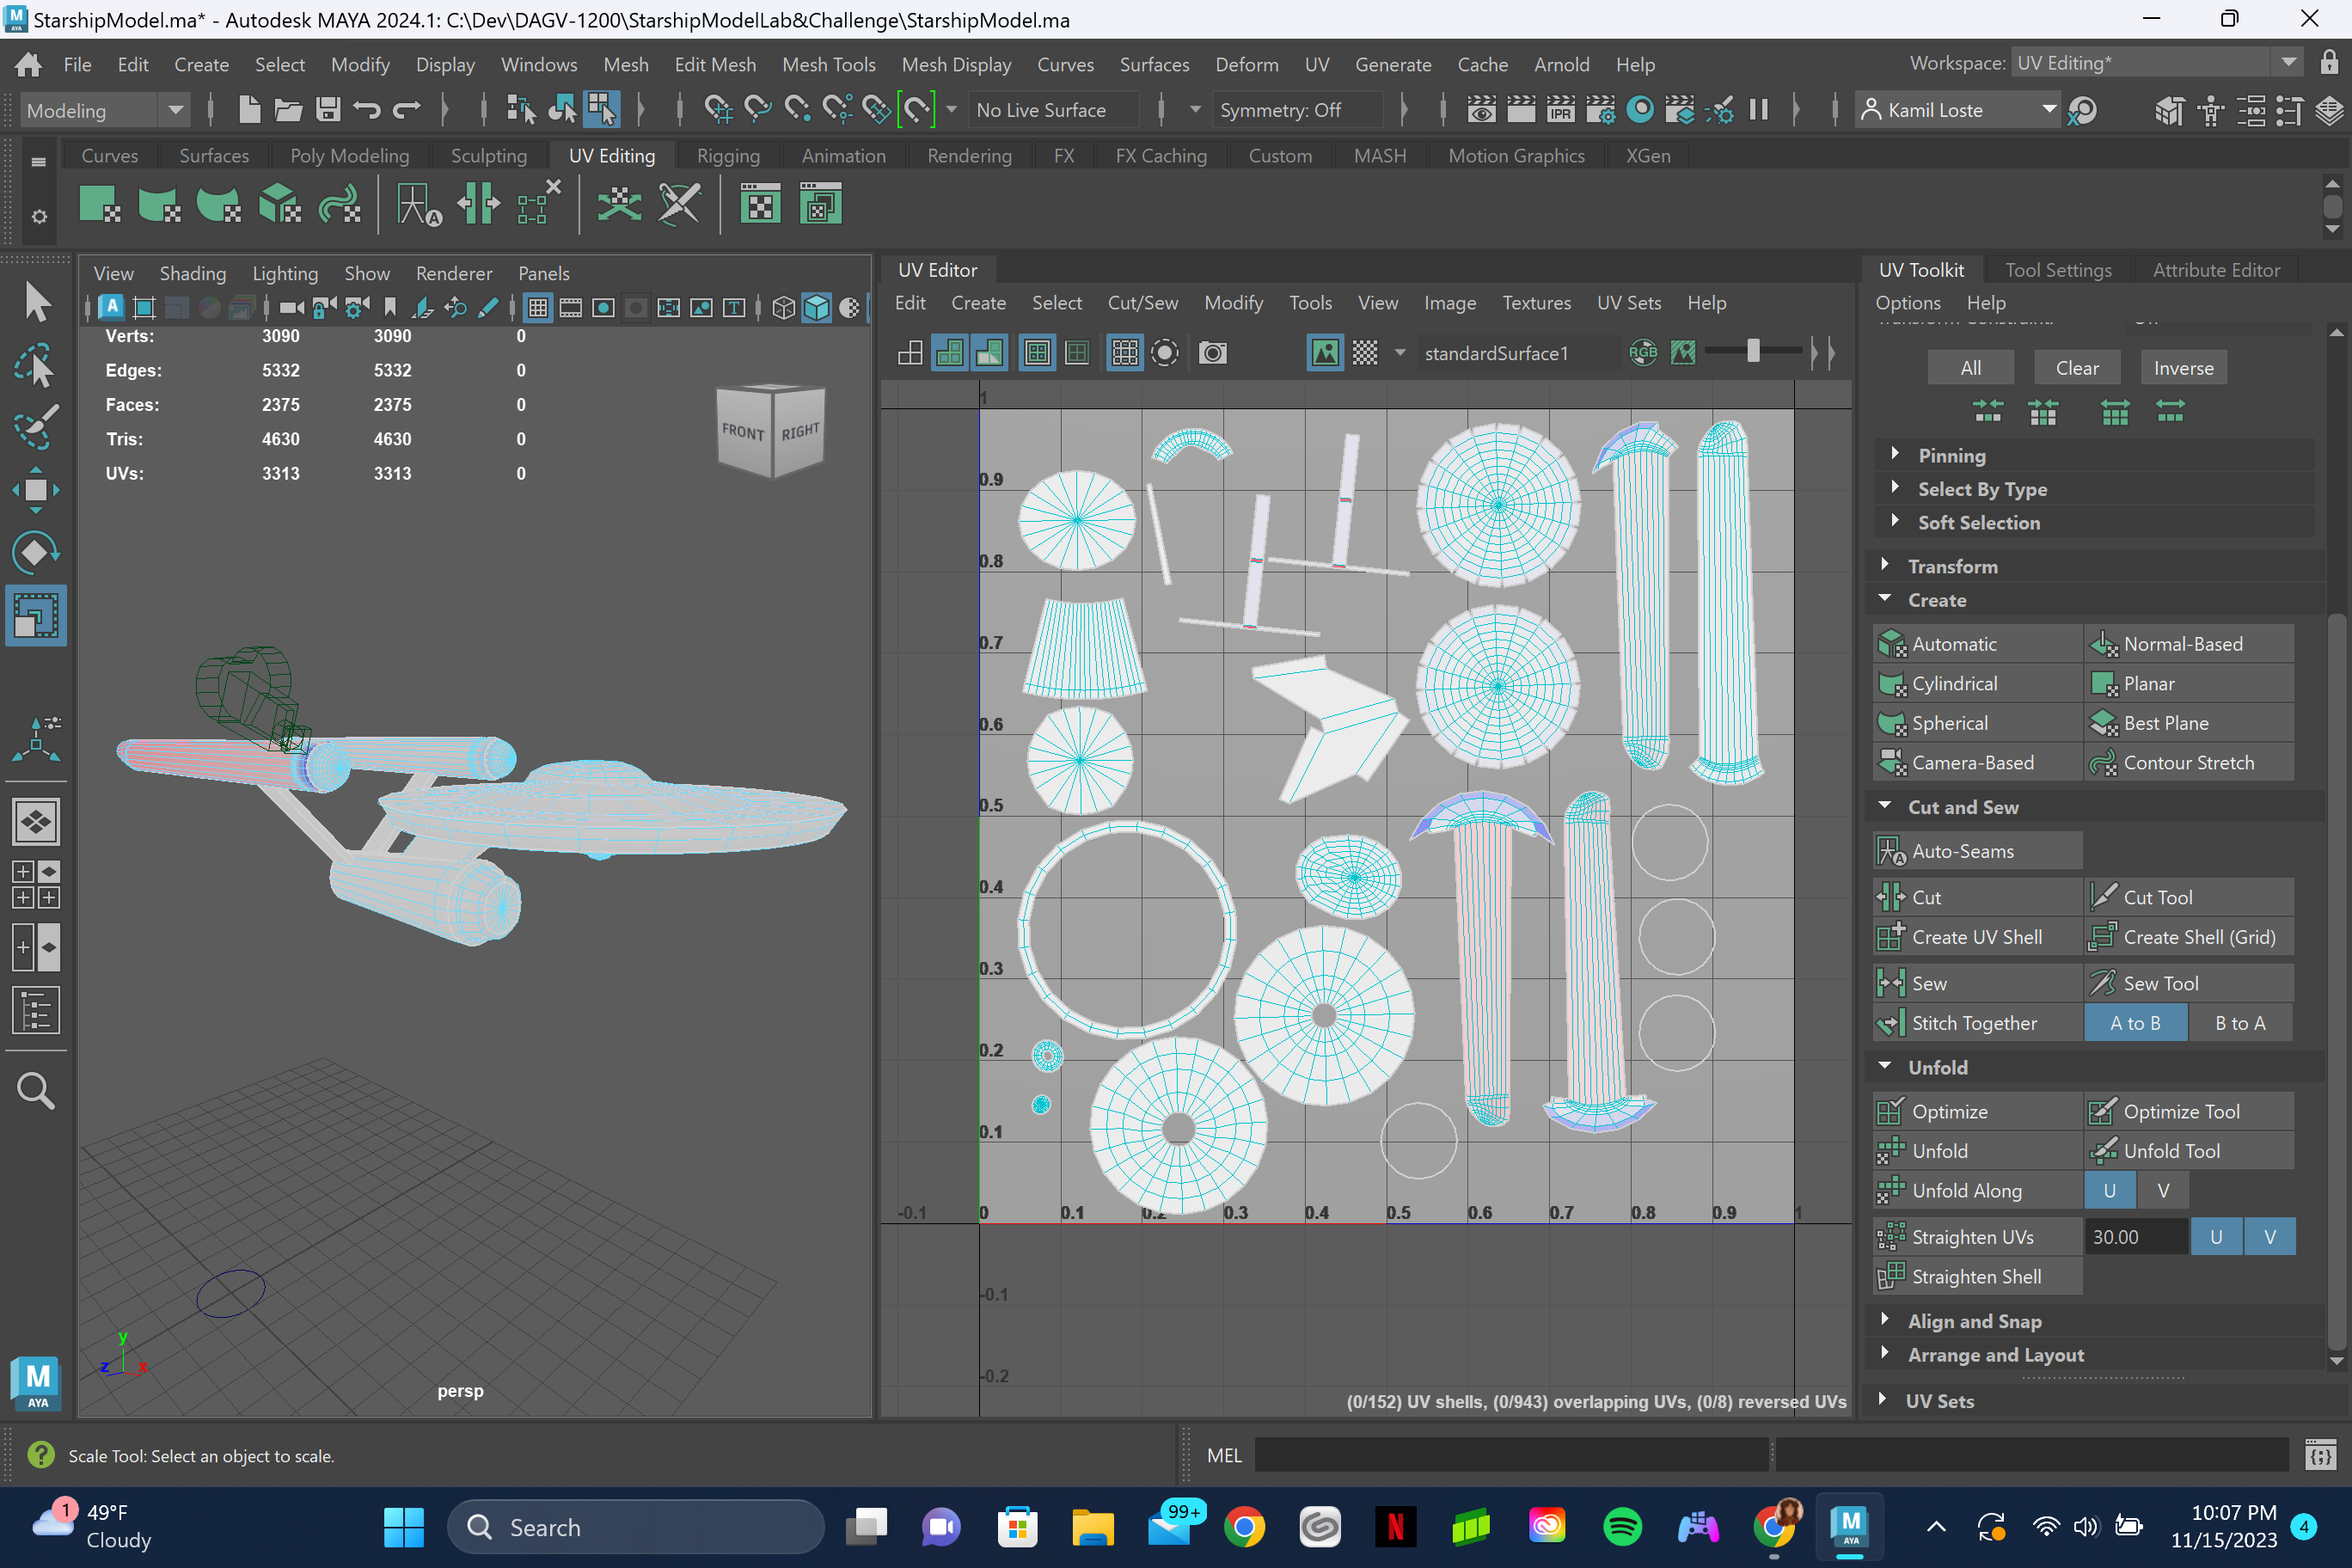 StarshipModel.ma* - Autodesk MAYA 2024.1: C:\Dev\DAGV-1200\StarshipModelLab&Challenge\StarshipModel.ma
File Edit Create Select Modify Display Windows Mesh Edit Mesh Mesh Tools Mesh Display Curves Surfaces Deform UV Generate Cache Arnold Help
Workspace: UV Editing*
Modeling
No Live Surface
Symmetry: Off
IPR
Kamil Loste
Curves Surfaces Poly Modeling Sculpting UV Editing Rigging Animation Rendering FX FX Caching Custom MASH Motion Graphics XGen
View Shading Lighting Show Renderer Panels
Verts: 3090 3090 0
Edges: 5332 5332 0
Faces: 2375 2375 0
Tris: 4630 4630 0
UVs: 3313 3313 0
FRONT RIGHT
y
z x
persp
UV Editor
Edit Create Select Cut/Sew Modify Tools View Image Textures UV Sets Help
standardSurface1
RGB
1
0.9
0.8
0.7
0.6
0.5
0.4
0.3
0.2
0.1
-0.1 0 0.1 0.2 0.3 0.4 0.5 0.6 0.7 0.8 0.9 1
-0.1
-0.2
(0/152) UV shells, (0/943) overlapping UVs, (0/8) reversed UVs
UV Toolkit Tool Settings Attribute Editor
Options Help
All Clear Inverse
Pinning
Select By Type
Soft Selection
Transform
Create
Automatic Normal-Based
Cylindrical Planar
Spherical Best Plane
Camera-Based Contour Stretch
Cut and Sew
Auto-Seams
Cut Cut Tool
Create UV Shell Create Shell (Grid)
Sew Sew Tool
Stitch Together A to B B to A
Unfold
Optimize Optimize Tool
Unfold Unfold Tool
Unfold Along U V
Straighten UVs 30.00 U V
Straighten Shell
Align and Snap
Arrange and Layout
UV Sets
M
AYA
Scale Tool: Select an object to scale.
MEL
1
49°F
Cloudy
Search
99+
N
M
AYA
10:07 PM
11/15/2023
4